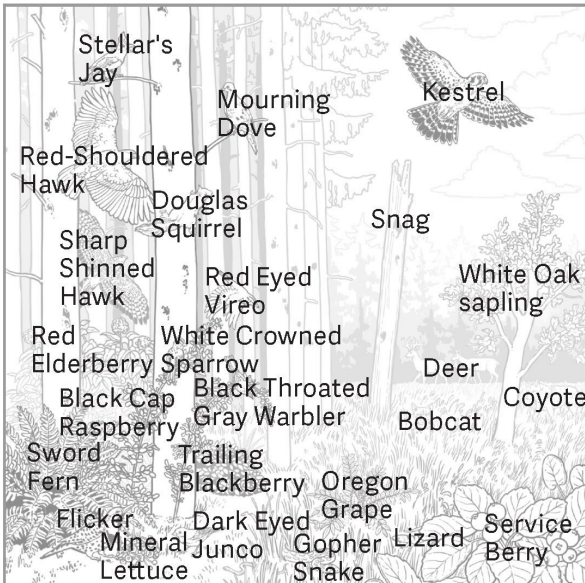 Stellar's
Jay
Mourning
Dove
Kestrel
Red-Shouldered
Hawk
Douglas
Squirrel
Snag
Sharp
Shinned
Hawk
Red Eyed
Vireo
White Oak
sapling
Red
Elderberry
White Crowned
Sparrow
Deer
Black Cap
Raspberry
Black Throated
Gray Warbler
Coyote
Bobcat
Sword
Fern
Trailing
Blackberry
Oregon
Grape
Flicker
Mineral
Lettuce
Dark Eyed
Junco
Gopher
Snake
Lizard
Service
Berry